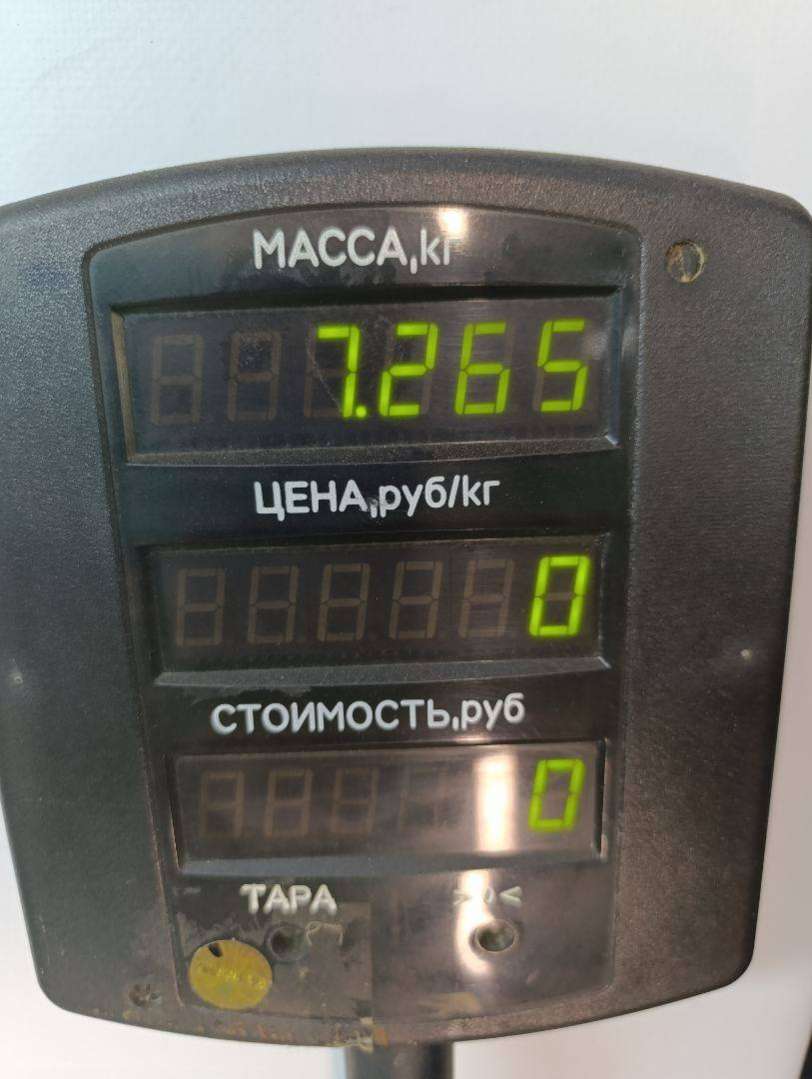 МАССА,кг
7.265
ЦЕНА,руб/кг
0
СТОИМОСТЬ,руб
0
ТАРА >0<